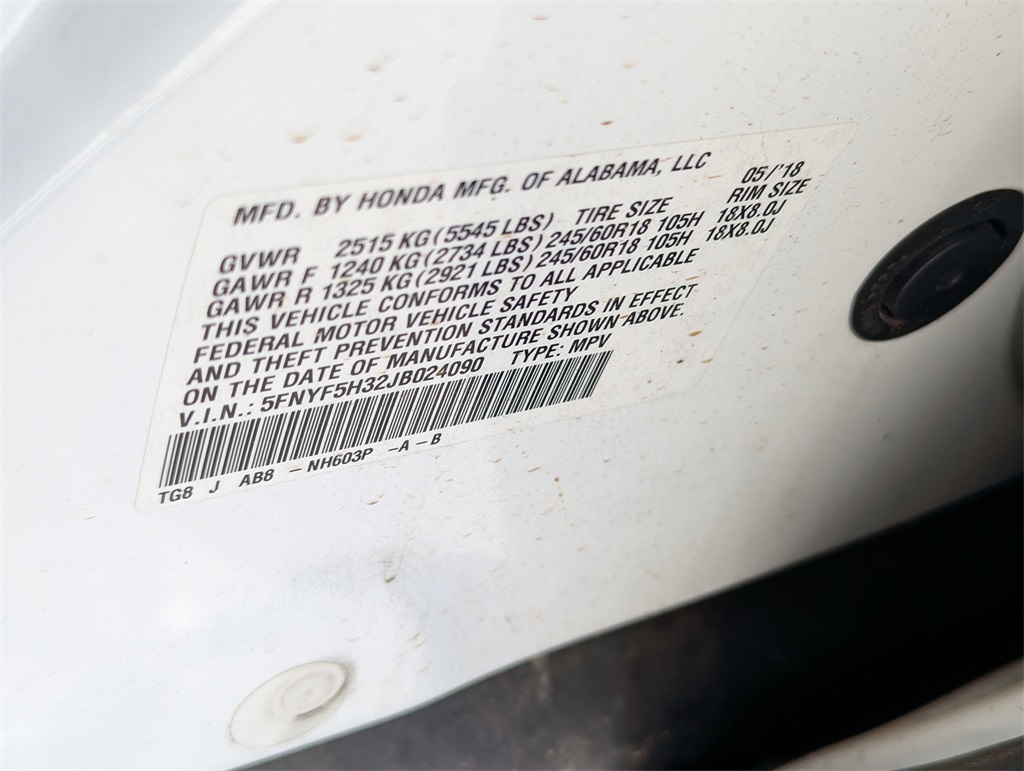 MFD. BY HONDA MFG. OF ALABAMA, LLC 05/'18
GVWR 2515 KG (5545 LBS) TIRE SIZE RIM SIZE
GAWR F 1240 KG (2734 LBS) 245/60R18 105H 18X8.0J
GAWR R 1325 KG (2921 LBS) 245/60R18 105H 18X8.0J
THIS VEHICLE CONFORMS TO ALL APPLICABLE
FEDERAL MOTOR VEHICLE SAFETY
AND THEFT PREVENTION STANDARDS IN EFFECT
ON THE DATE OF MANUFACTURE SHOWN ABOVE.
V.I.N.: 5FNYF5H32JB024090 TYPE: MPV
TG8 J AB8 – NH603P -A-B